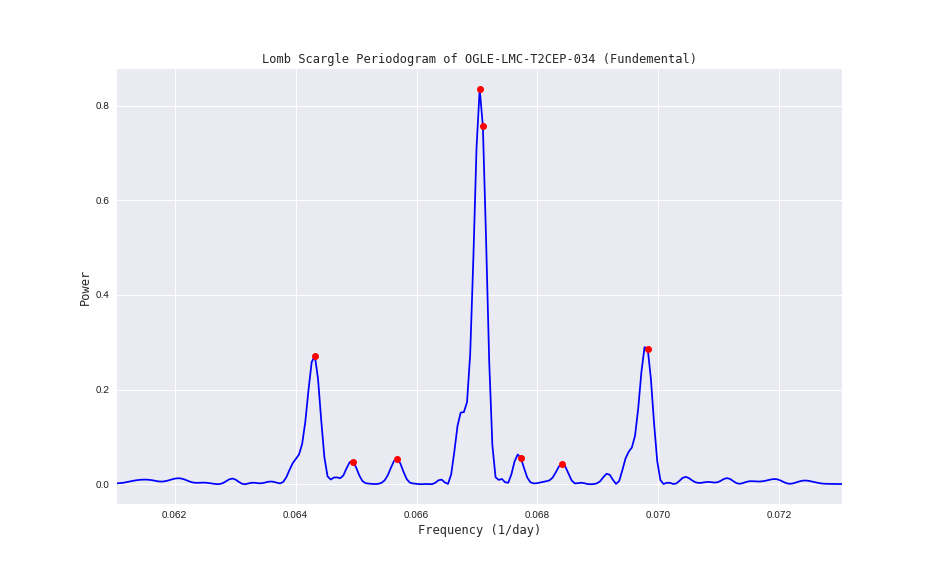 Lomb Scargle Periodogram of OGLE-LMC-T2CEP-034 (Fundemental)
0.8
0.6
0.4
0.2
0.0
Power
0.062 0.064 0.066 0.068 0.070 0.072
Frequency (1/day)